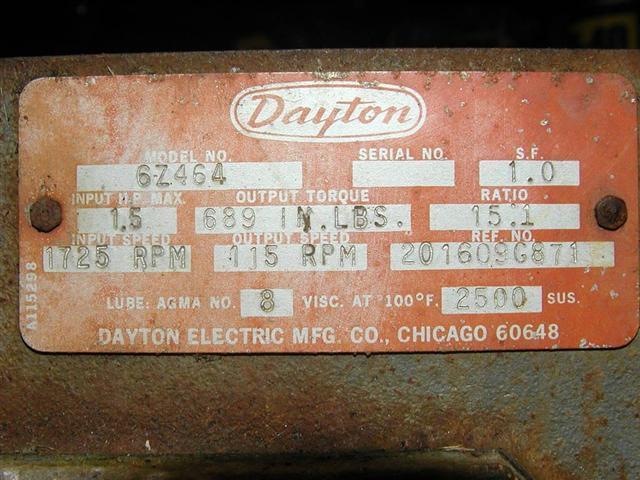 Dayton
MODEL NO. SERIAL NO. S.F.
6Z464 1.0
INPUT H.P. MAX. OUTPUT TORQUE RATIO
1.5 689 IN.LBS. 15:1
INPUT SPEED OUTPUT SPEED REF. NO.
1725 RPM 115 RPM 201609G871
LUBE: AGMA NO. 8 VISC. AT 100°F. 2500 SUS.
DAYTON ELECTRIC MFG. CO., CHICAGO 60648
A115298